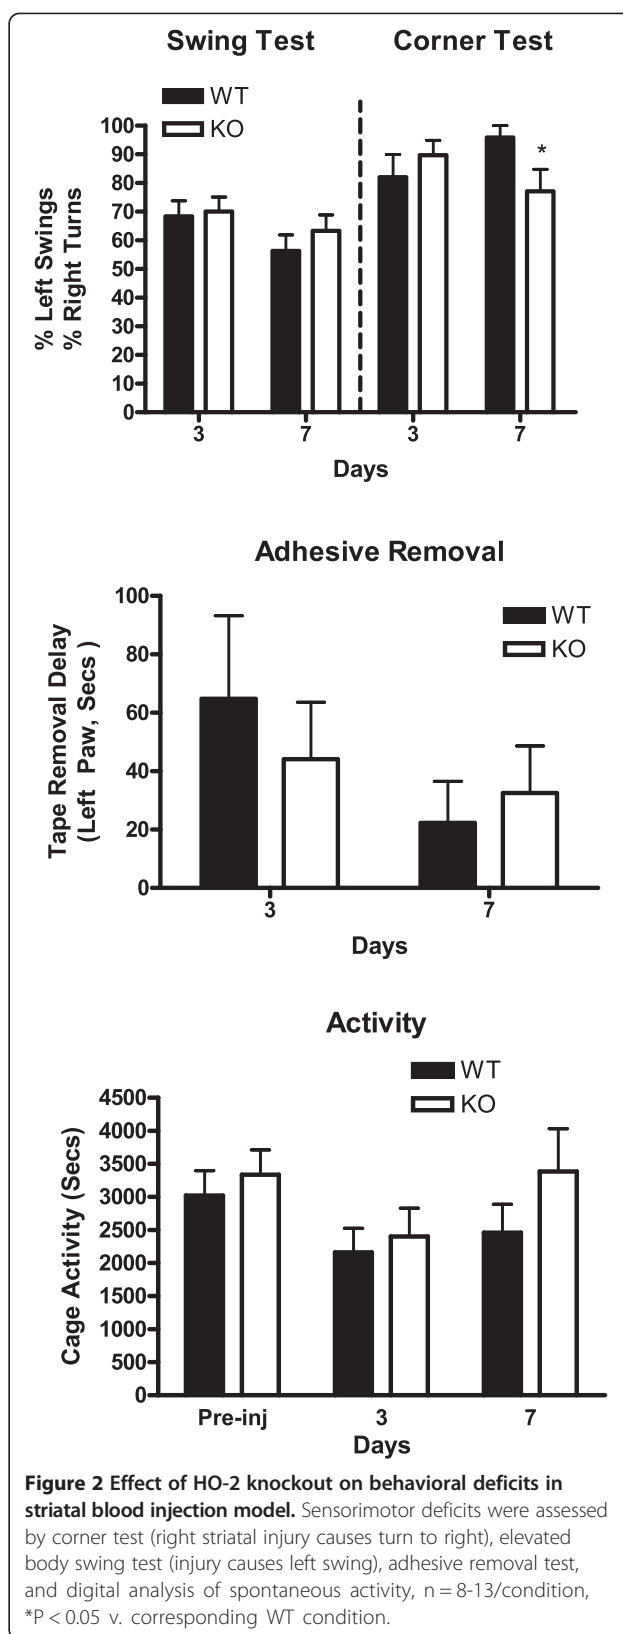 Swing Test Corner Test
WT
KO
% Left Swings
% Right Turns
100
90
80
70
60
50
40
30
20
10
0
*
3 7 3 7
Days
Adhesive Removal
WT
KO
Tape Removal Delay
(Left Paw, Secs )
100
80
60
40
20
0
3 7
Days
Activity
WT
KO
Cage Activity (Secs)
4500
4000
3500
3000
2500
2000
1500
1000
500
0
Pre-inj 3 7
Days
Figure 2 Effect of HO-2 knockout on behavioral deficits in
striatal blood injection model. Sensorimotor deficits were assessed
by corner test (right striatal injury causes turn to right), elevated
body swing test (injury causes left swing), adhesive removal test,
and digital analysis of spontaneous activity, n = 8-13/condition,
*P < 0.05 v. corresponding WT condition.